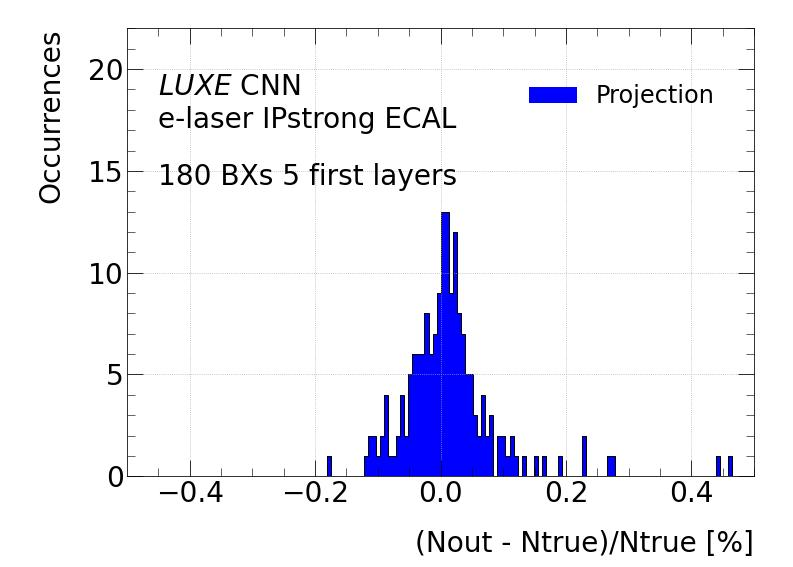 Occurrences
20
15
10
5
0
LUXE CNN
e-laser IPstrong ECAL
180 BXs 5 first layers
Projection
−0.4 −0.2 0.0 0.2 0.4
(Nout - Ntrue)/Ntrue [%]